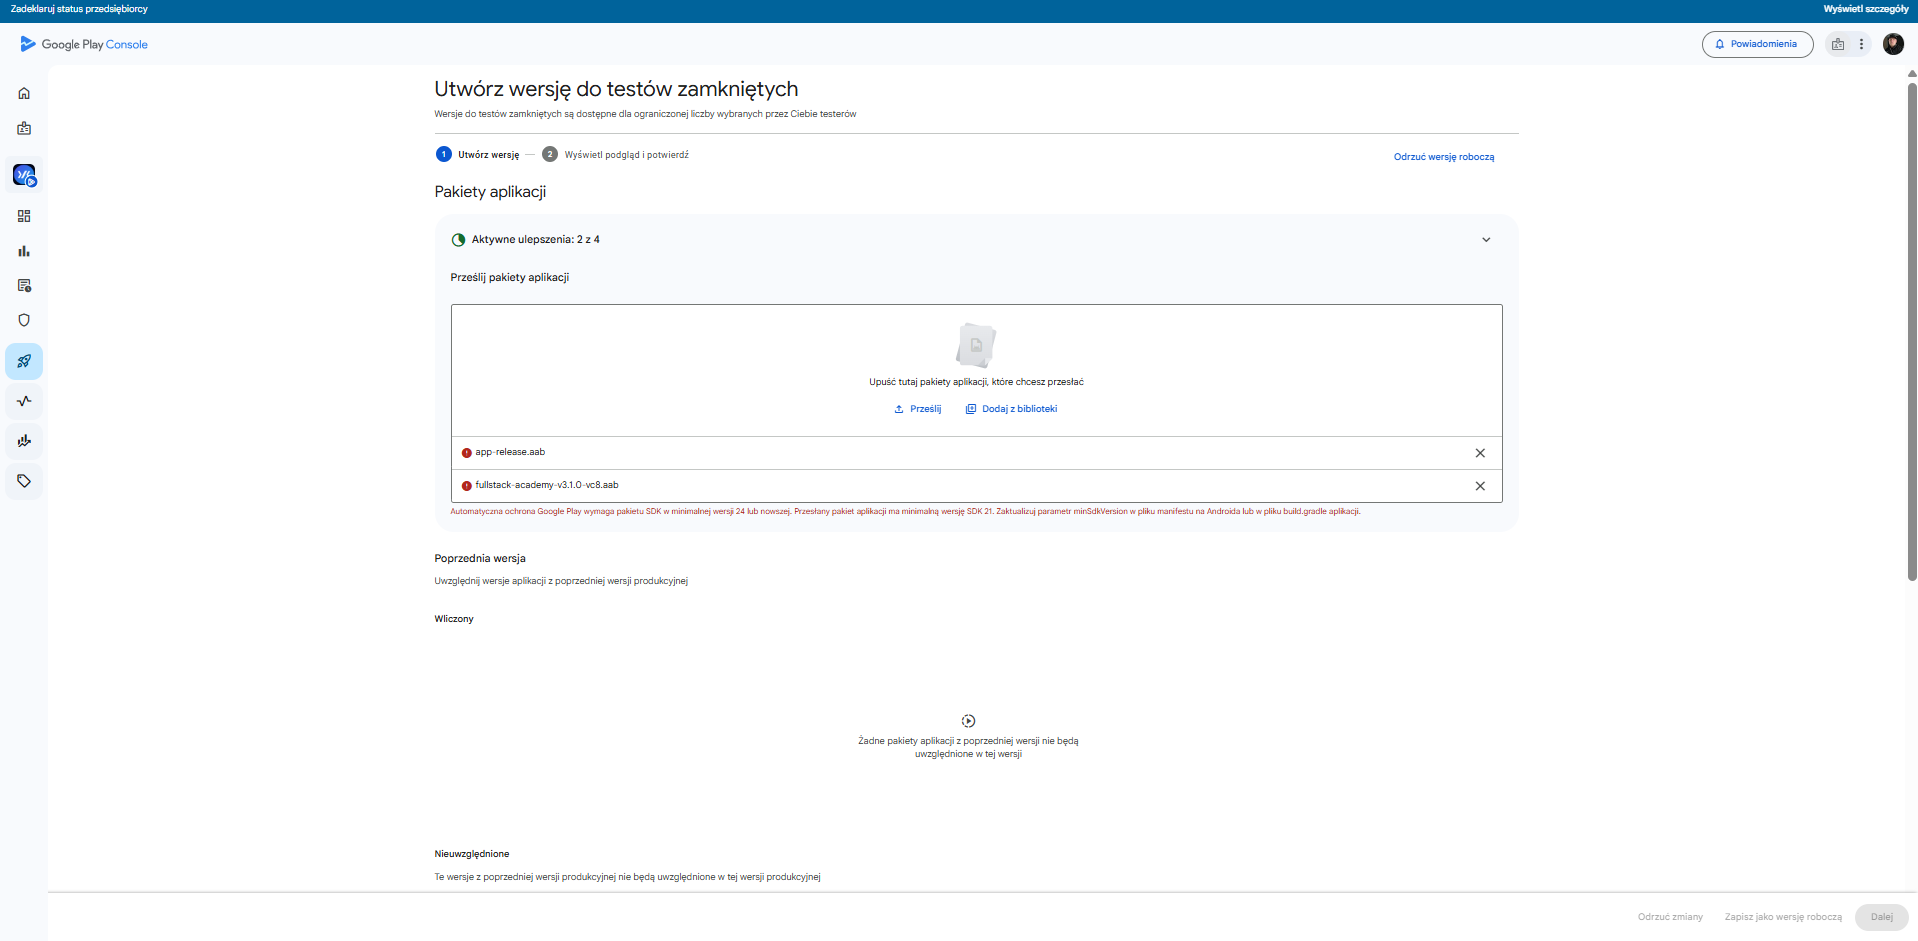 Zadeklaruj status przedsiębiorcy
Wyświetl szczegóły
Google Play Console
Powiadomienia
Utwórz wersję do testów zamkniętych
Wersje do testów zamkniętych są dostępne dla ograniczonej liczby wybranych przez Ciebie testerów
1 Utwórz wersję — 2 Wyświetl podgląd i potwierdź
Odrzuć wersję roboczą
Pakiety aplikacji
Aktywne ulepszenia: 2 z 4
Prześlij pakiety aplikacji
Upuść tutaj pakiety aplikacji, które chcesz przesłać
Prześlij
Dodaj z biblioteki
app-release.aab
fullstack-academy-v3.1.0-vc8.aab
Automatyczna ochrona Google Play wymaga pakietu SDK w minimalnej wersji 24 lub nowszej. Przesłany pakiet aplikacji ma minimalną wersję SDK 21. Zaktualizuj parametr minSdkVersion w pliku manifestu na Androida lub w pliku build.gradle aplikacji.
Poprzednia wersja
Uwzględnij wersje aplikacji z poprzedniej wersji produkcyjnej
Wliczony
Żadne pakiety aplikacji z poprzedniej wersji nie będą
uwzględnione w tej wersji
Nieuwzględnione
Te wersje z poprzedniej wersji produkcyjnej nie będą uwzględnione w tej wersji produkcyjnej
Odrzuć zmiany
Zapisz jako wersję roboczą
Dalej